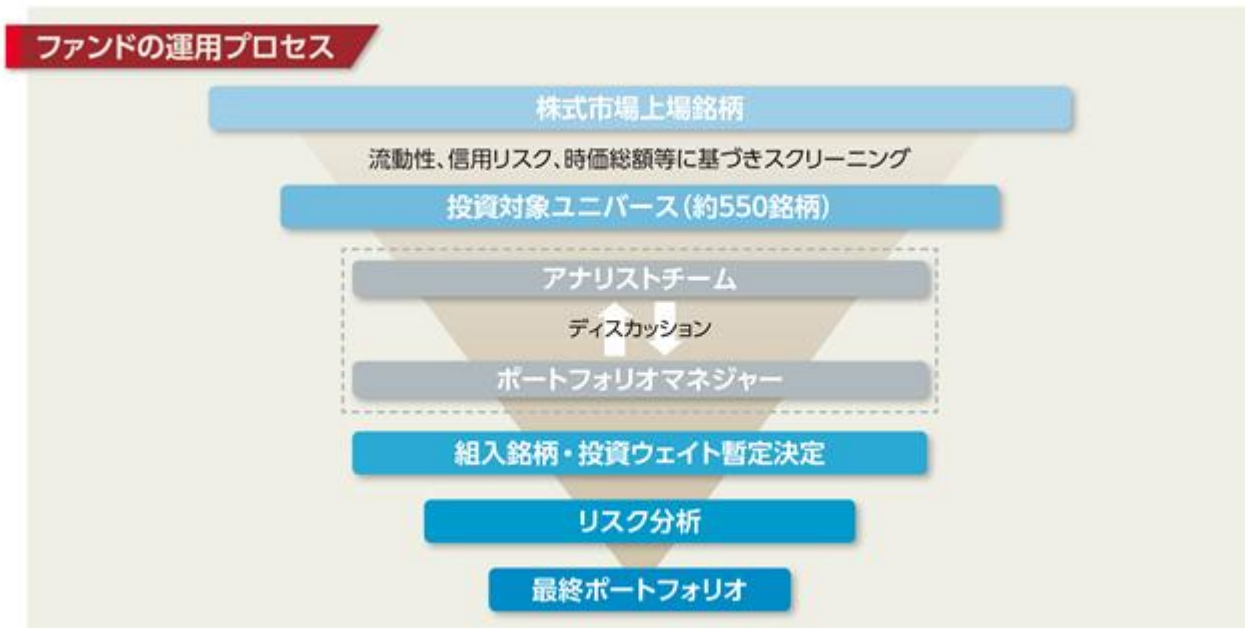 ファンドの運用プロセス
株式市場上場銘柄
流動性、信用リスク、時価総額等に基づきスクリーニング
投資対象ユニバース（約550銘柄）
アナリストチーム
ディスカッション
ポートフォリオマネジャー
組入銘柄・投資ウェイト暫定決定
リスク分析
最終ポートフォリオ